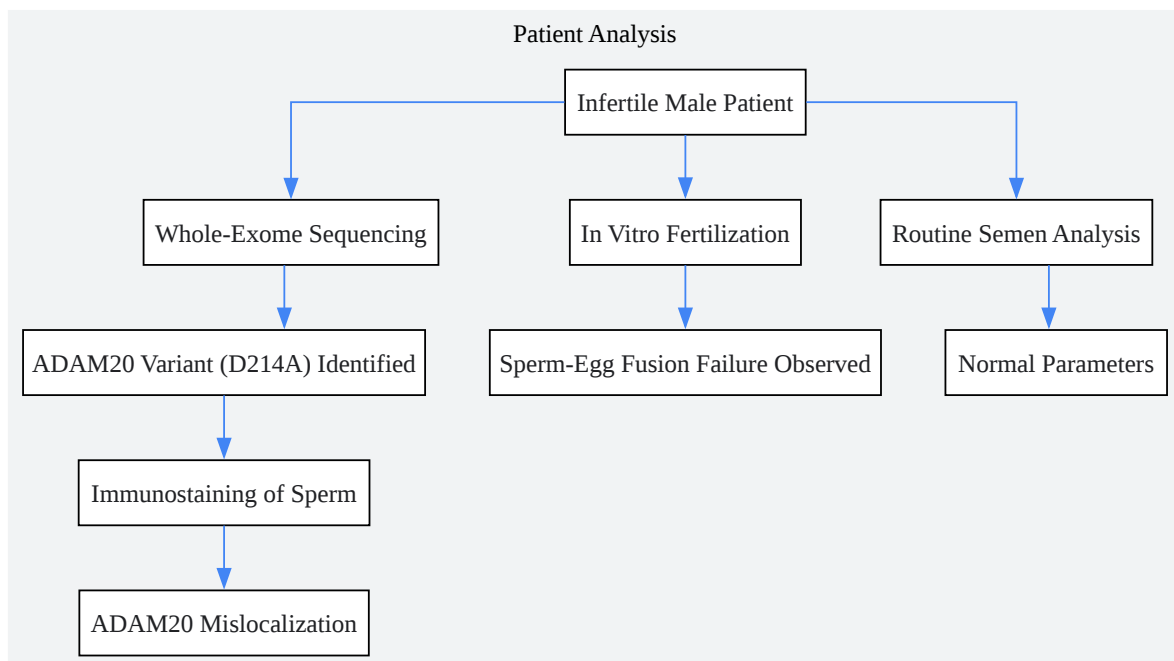 Patient Analysis
Infertile Male Patient
Whole-Exome Sequencing
In Vitro Fertilization
Routine Semen Analysis
ADAM20 Variant (D214A) Identified
Sperm-Egg Fusion Failure Observed
Normal Parameters
Immunostaining of Sperm
ADAM20 Mislocalization